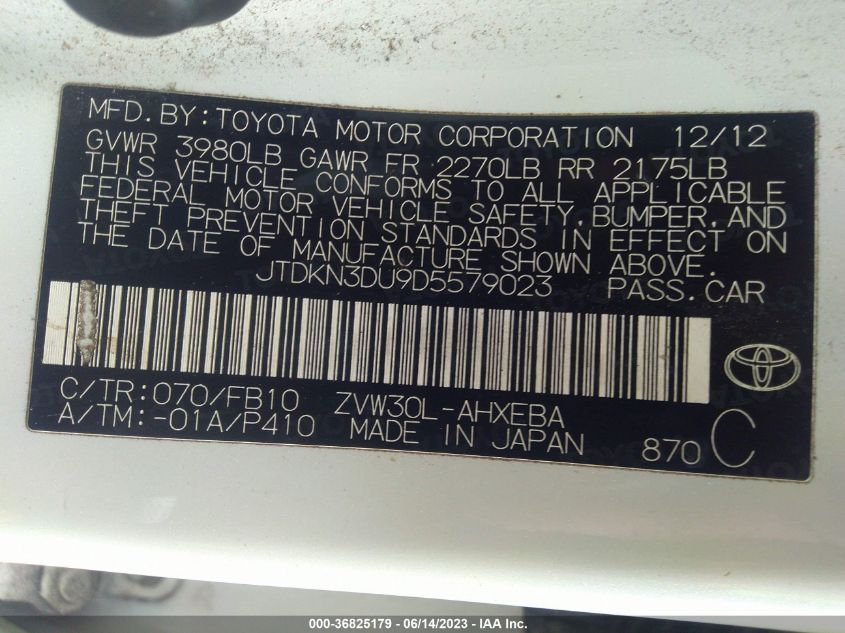 MFD.BY:TOYOTA MOTOR CORPORATION 12/12
GVWR 3980LB GAWR FR 2270LB RR 2175LB
THIS VEHICLE CONFORMS TO ALL APPLICABLE
FEDERAL MOTOR VEHICLE SAFETY,BUMPER,AND
THEFT PREVENTION STANDARDS IN EFFECT ON
THE DATE OF MANUFACTURE SHOWN ABOVE.
JTDKN3DU9D5579023 PASS.CAR
C/TR:070/FB10 ZVW30L-AHXEBA
A/TM:-01A/P410 MADE IN JAPAN 870 C
000-36825179 - 06/14/2023 - IAA Inc.